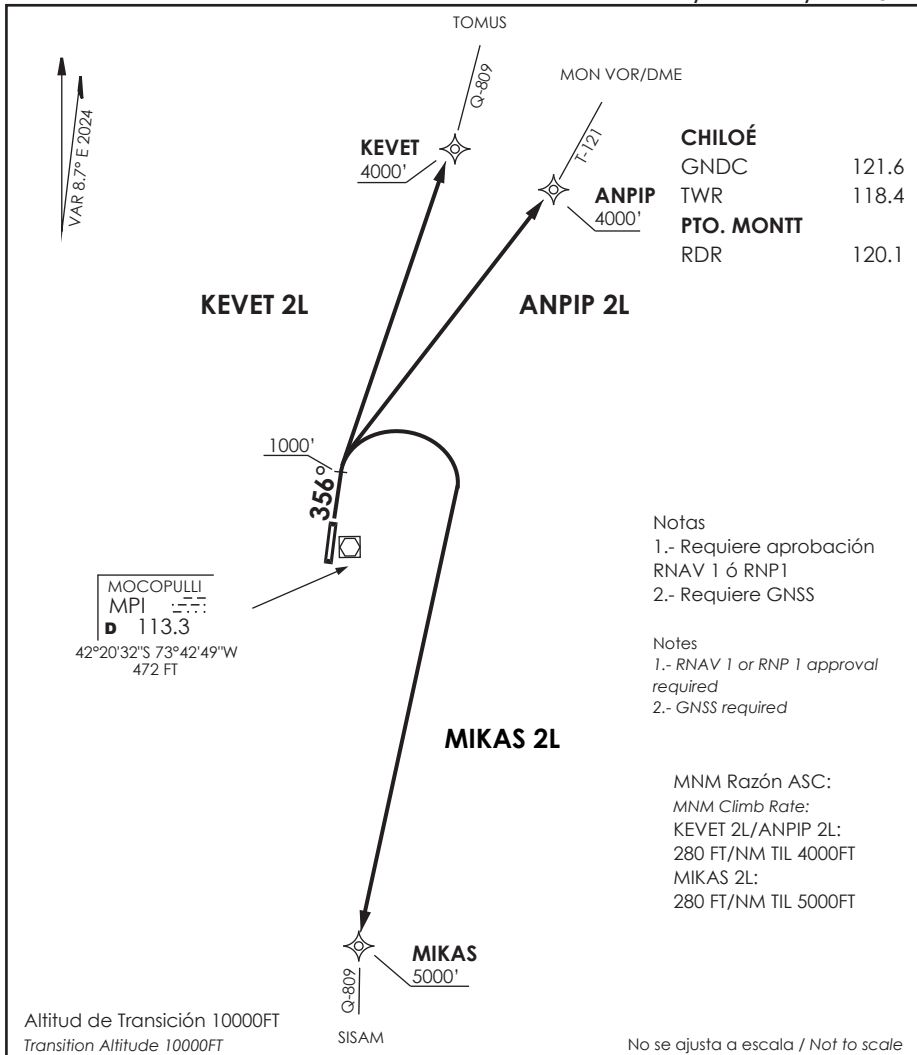 TOMUS
Q-809
MON VOR/DME
T-121
VAR 8.7° E 2024
KEVET
4000'
ANPIP
4000'
CHILOÉ
GNDC 121.6
TWR 118.4
PTO. MONTT
RDR 120.1
KEVET 2L
ANPIP 2L
1000'
356°
MOCOPULLI
MPI
D 113.3
42°20'32"S 73°42'49"W
472 FT
Notas
1.- Requiere aprobación
RNAV 1 ó RNP1
2.- Requiere GNSS
Notes
1.- RNAV 1 or RNP 1 approval
required
2.- GNSS required
MIKAS 2L
MNM Razón ASC:
MNM Climb Rate:
KEVET 2L/ANPIP 2L:
280 FT/NM TIL 4000FT
MIKAS 2L:
280 FT/NM TIL 5000FT
MIKAS
5000'
Q-809
SISAM
Altitud de Transición 10000FT
Transition Altitude 10000FT
No se ajusta a escala / Not to scale